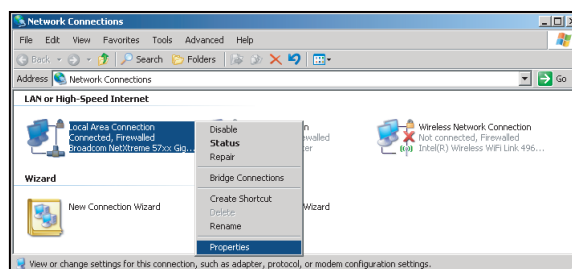 Network Connections
File Edit View Favorites Tools Advanced Help
Back Search Folders
Address Network Connections Go
LAN or High-Speed Internet
Local Area Connection
Connected, Firewalled
Broadcom NetXtreme 57xx Gig...
Disable
Status
Repair
Bridge Connections
Create Shortcut
Delete
Rename
Properties
Wireless Network Connection
Not connected, Firewalled
Intel(R) Wireless WiFi Link 496...
Wizard
New Connection Wizard
Wizard
View or change settings for this connection, such as adapter, protocol, or modem configuration settings.